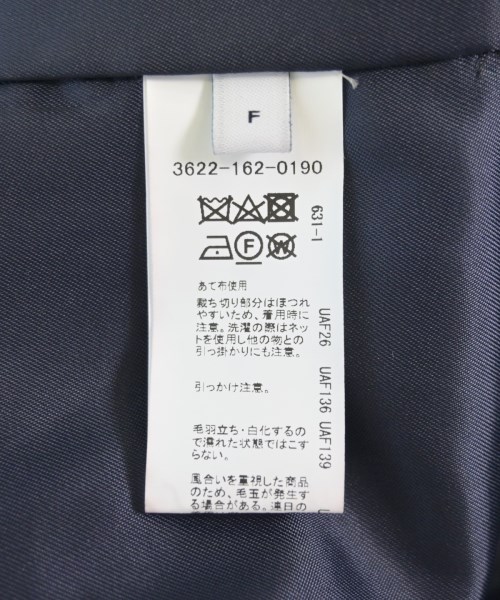 F
3622-162-0190
631-1
F
W
あて布使用
裁ち切り部分はほつれ
やすいため、着用時に
注意。洗濯の際はネッ
トを使用し他の物との
引っ掛かりにも注意。
引っかけ注意。
毛羽立ち・白化するの
で濡れた状態ではこす
らない。
風合いを重視した商品
のため、毛玉が発生す
る場合がある。連日の
UAF26 UAF136 UAF139